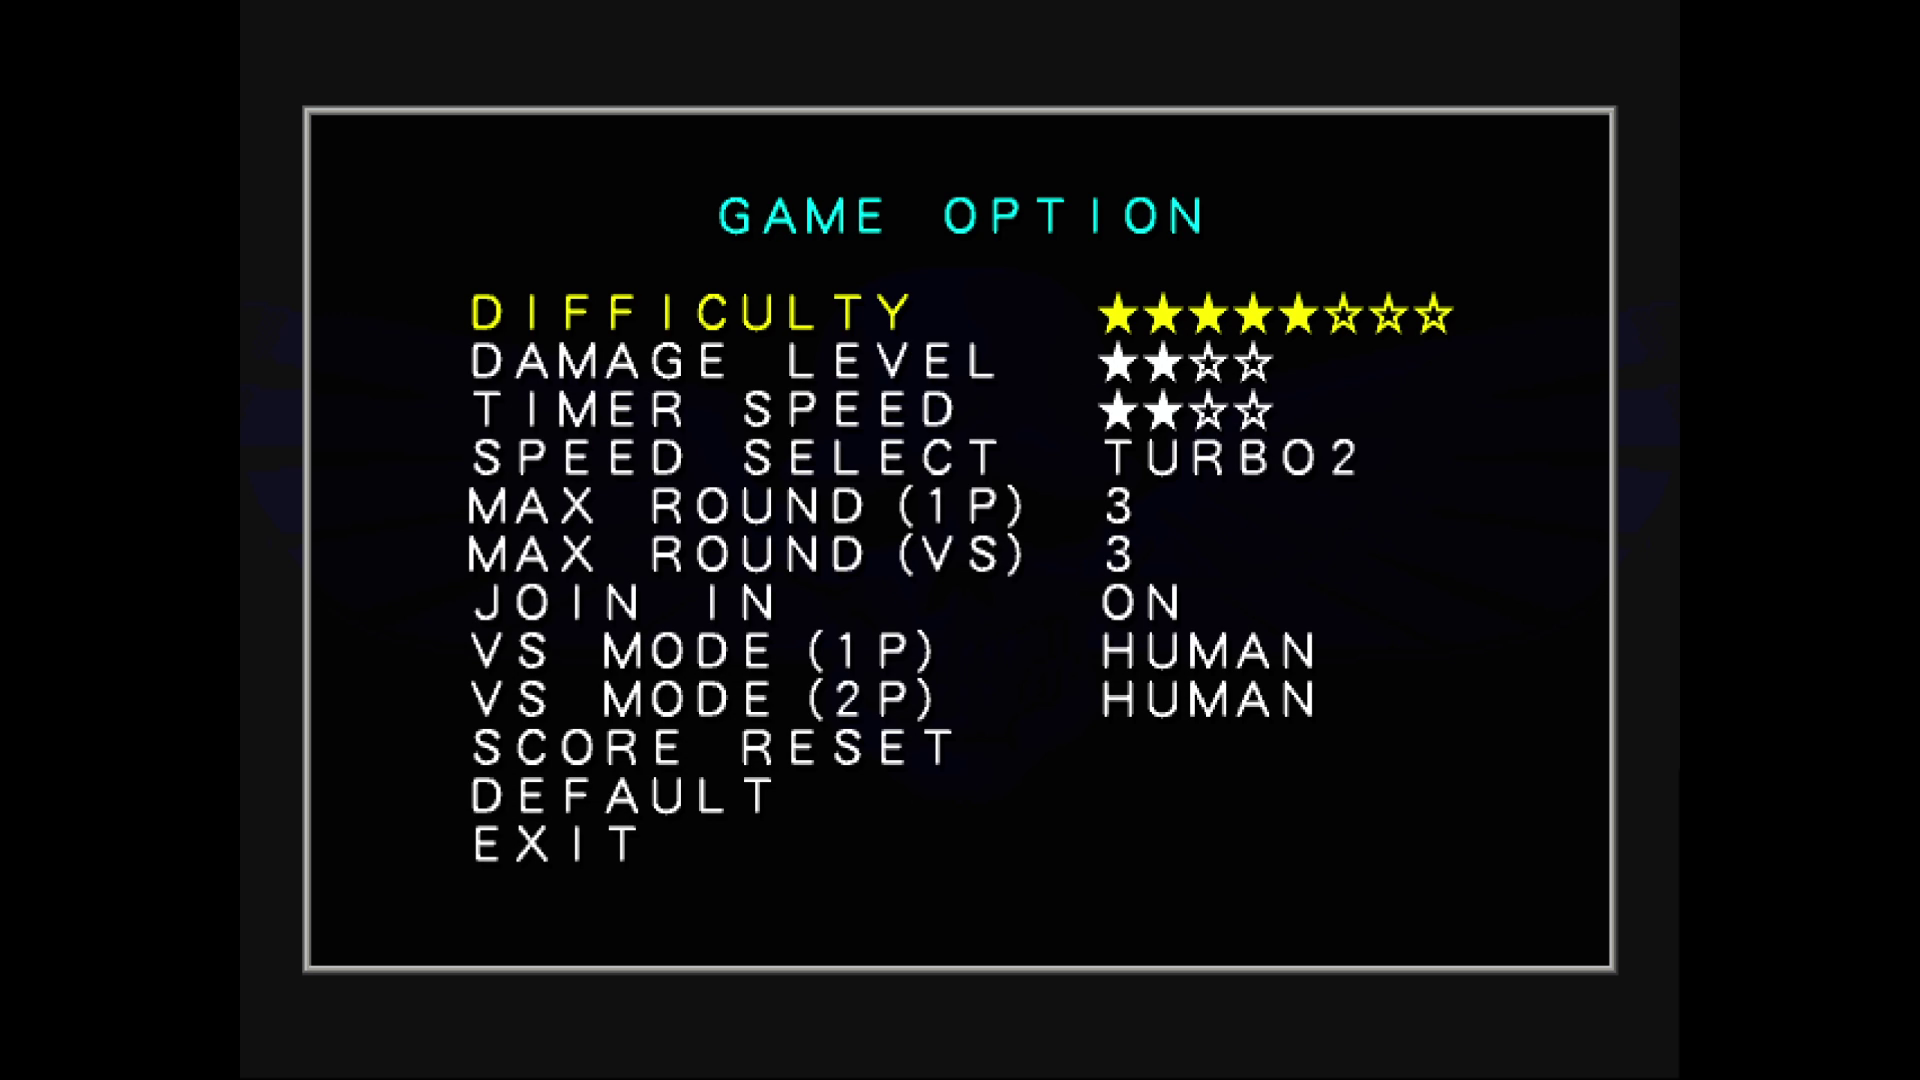 GAME OPTION
DIFFICULTY ★★★★★☆☆☆
DAMAGE LEVEL ★★☆☆
TIMER SPEED ★★☆☆
SPEED SELECT TURBO2
MAX ROUND(1P) 3
MAX ROUND(VS) 3
JOIN IN ON
VS MODE(1P) HUMAN
VS MODE(2P) HUMAN
SCORE RESET
DEFAULT
EXIT